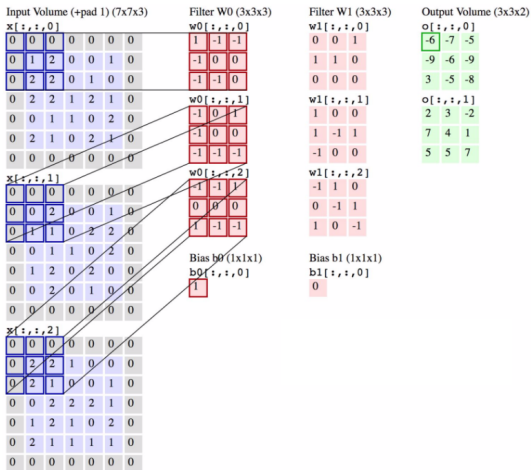 Input Volume (+pad 1) (7x7x3)
x[:,:,0]
0 0 0 0 0 0 0
0 1 2 0 0 1 0
0 2 2 0 1 0 0
0 2 2 1 2 1 0
0 0 1 1 0 2 0
0 2 1 0 2 1 0
0 0 0 0 0 0 0
x[:,:,1]
0 0 0 0 0 0 0
0 0 2 0 0 1 0
0 1 1 0 2 2 0
0 0 1 1 0 2 0
0 1 2 0 2 0 0
0 0 2 0 1 0 0
0 0 0 0 0 0 0
x[:,:,2]
0 0 0 0 0 0 0
0 2 2 1 0 0 0
0 2 1 0 0 1 0
0 0 2 2 2 1 0
0 1 2 1 0 2 0
0 2 1 1 1 1 0
0 0 0 0 0 0 0
Filter W0 (3x3x3)
w0[:,:,0]
1 -1 -1
-1 0 0
-1 -1 0
w0[:,:,1]
-1 0 1
-1 0 0
-1 -1 -1
w0[:,:,2]
-1 -1 1
0 0 0
1 -1 -1
Bias b0 (1x1x1)
b0[:,:,0]
1
Filter W1 (3x3x3)
w1[:,:,0]
0 0 1
1 1 0
0 0 0
w1[:,:,1]
1 0 0
1 -1 1
-1 0 0
w1[:,:,2]
-1 1 0
0 -1 1
1 0 -1
Bias b1 (1x1x1)
b1[:,:,0]
0
Output Volume (3x3x2)
o[:,:,0]
-6 -7 -5
-9 -6 -9
3 -5 -8
o[:,:,1]
2 3 -2
7 4 1
5 5 7